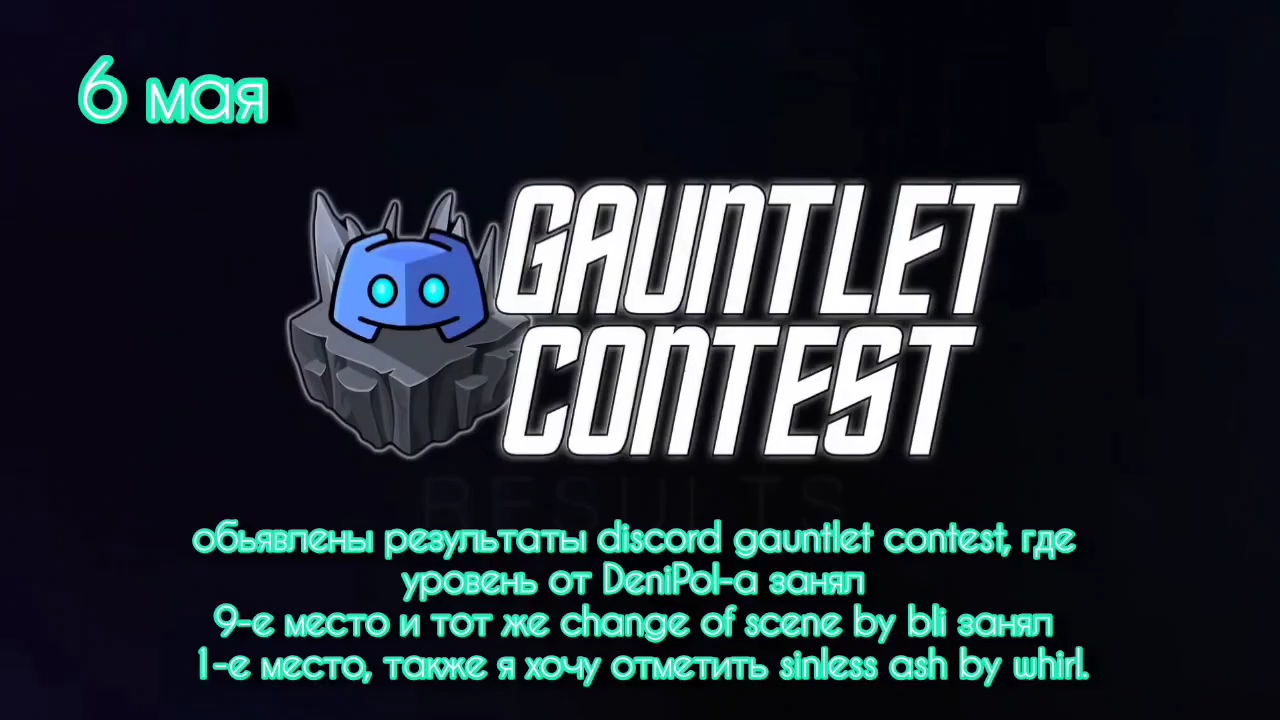 6 мая
GAUNTLET
CONTEST
RESULTS
обьявлены результаты discord gauntlet contest, где
уровень от DeniPol-а занял
9-е место и тот же change of scene by bli занял
1-е место, также я хочу отметить sinless ash by whirl.